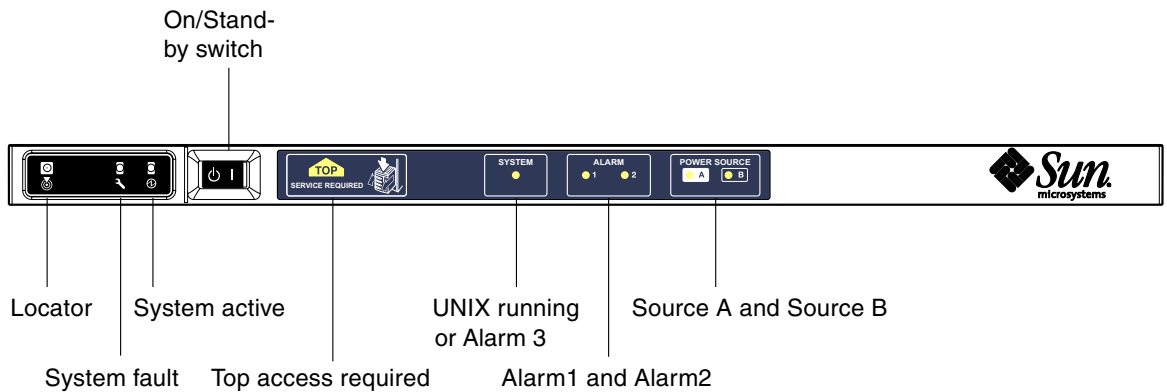 On/Stand-
by switch
TOP
SERVICE REQUIRED
SYSTEM
ALARM
1 2
POWER SOURCE
A B
Sun.
microsystems
Locator
System active
UNIX running
or Alarm 3
Source A and Source B
System fault
Top access required
Alarm1 and Alarm2